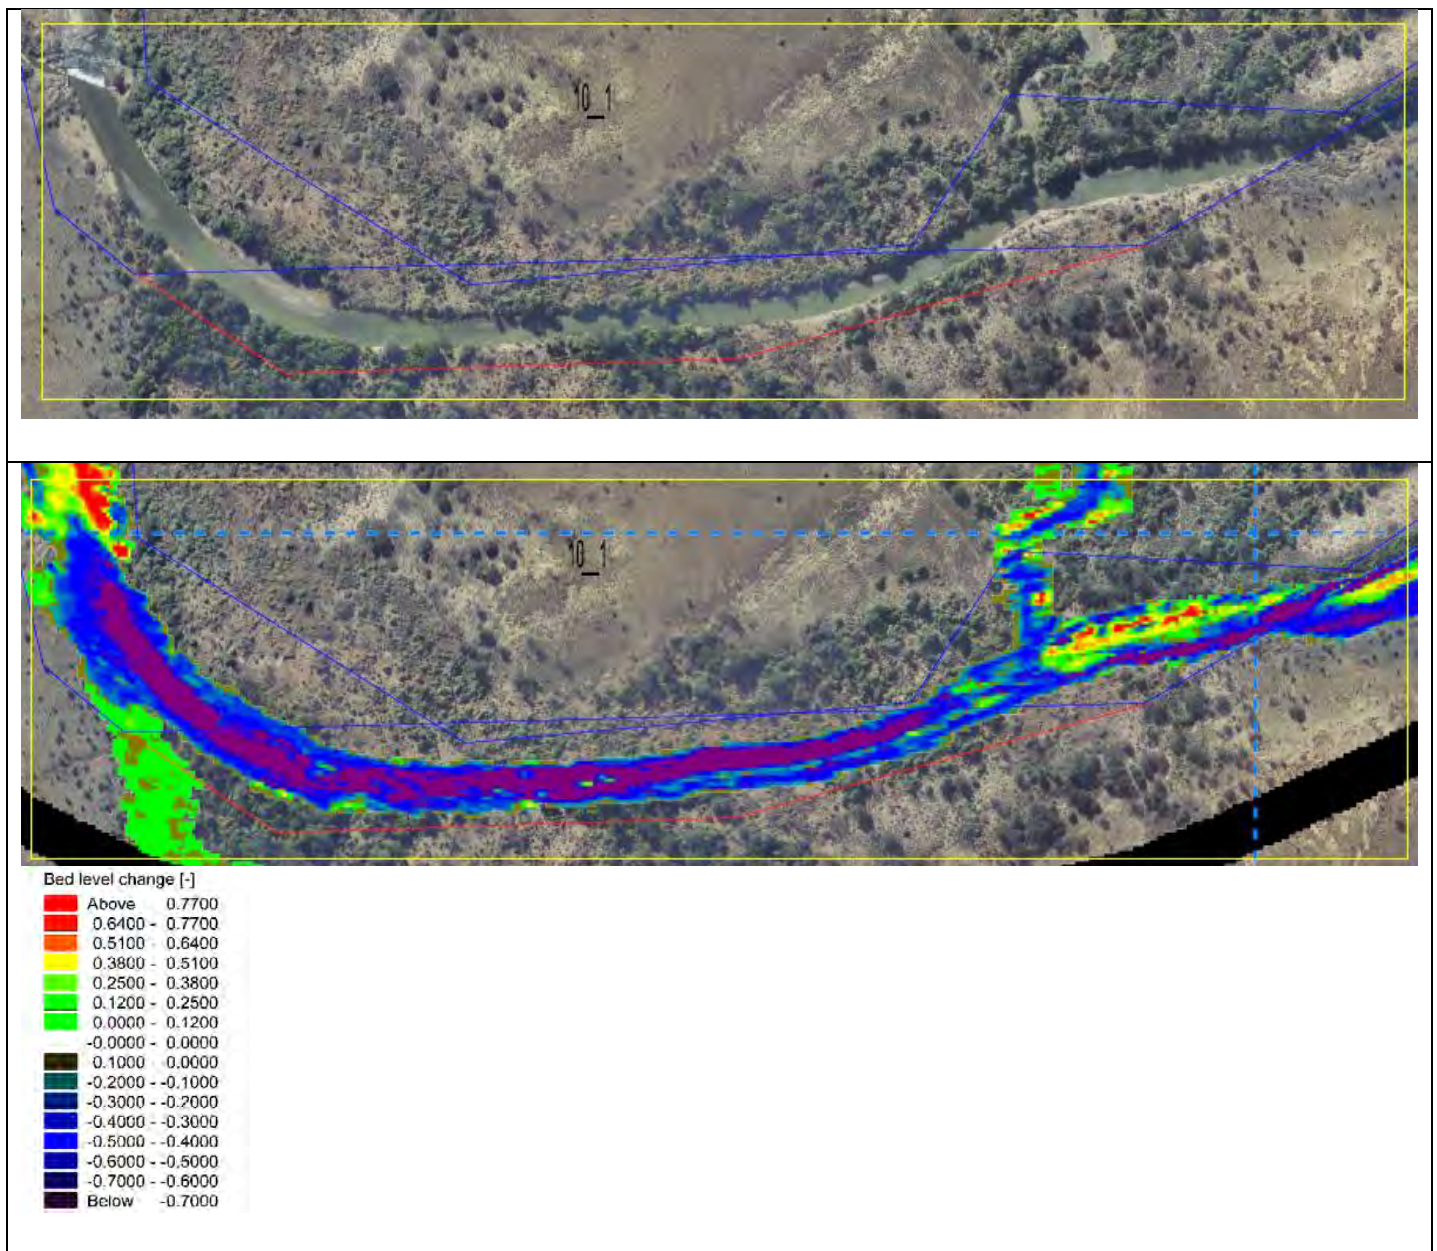 10_1
10_1
Bed level change [-]
Above 0.7700
0.6400 - 0.7700
0.5100 - 0.6400
0.3800 - 0.5100
0.2500 - 0.3800
0.1200 - 0.2500
0.0000 - 0.1200
-0.0000 - 0.0000
0.1000 0.0000
-0.2000 - -0.1000
-0.3000 - -0.2000
-0.4000 - -0.3000
-0.5000 - -0.4000
-0.6000 - -0.5000
-0.7000 - -0.6000
Below -0.7000